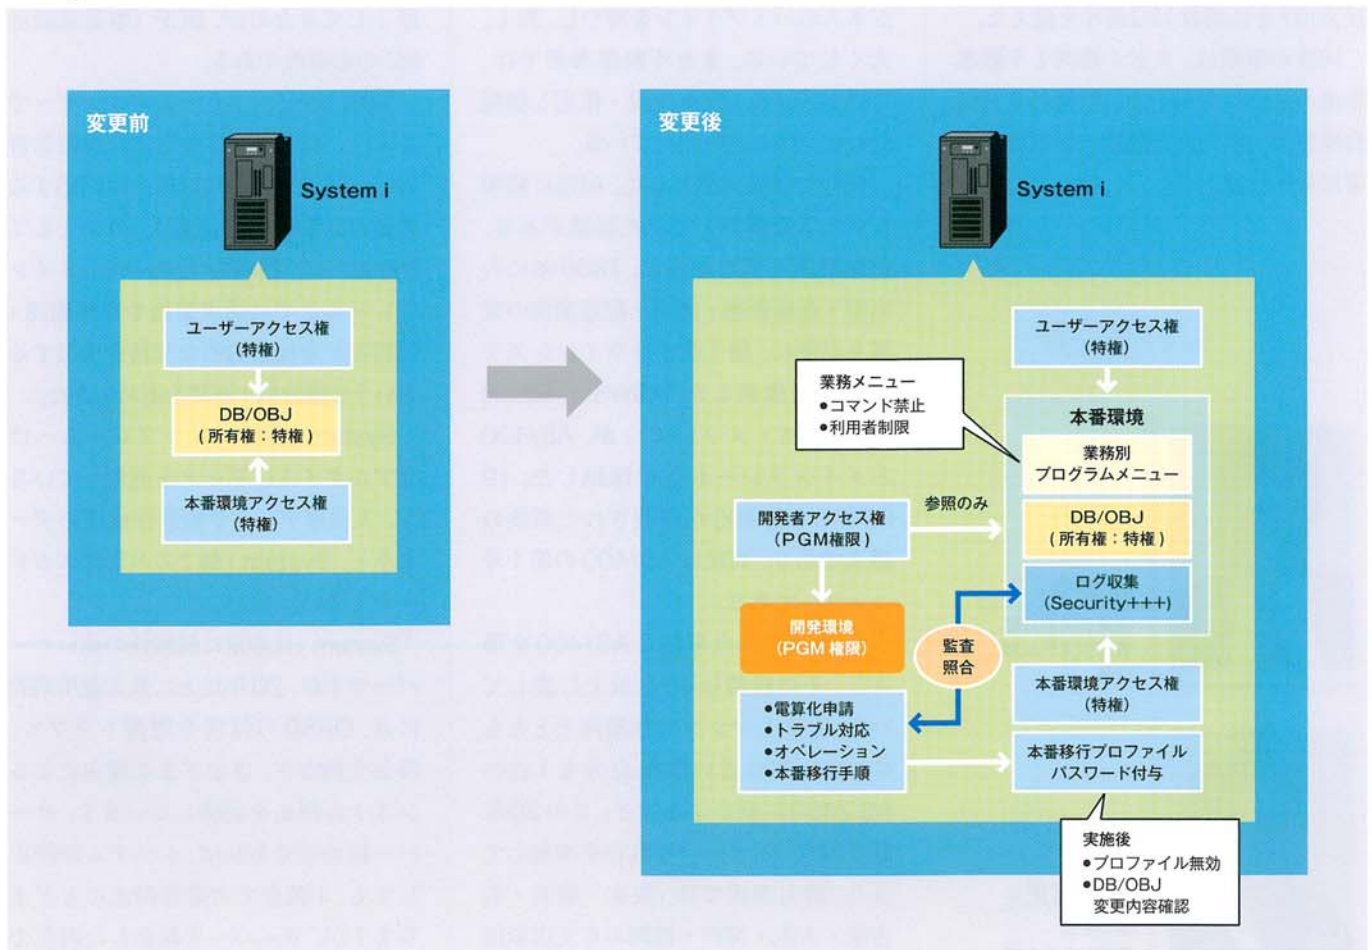 変更前
System i
ユーザーアクセス権
(特権)
DB/OBJ
(所有権：特権)
本番環境アクセス権
(特権)
変更後
System i
ユーザーアクセス権
(特権)
業務メニュー
●コマンド禁止
●利用者制限
本番環境
業務別
プログラムメニュー
開発者アクセス権
(PGM権限)
参照のみ
DB/OBJ
(所有権：特権)
ログ収集
(Security+++)
開発環境
(PGM 権限)
監査
照合
本番環境アクセス権
(特権)
●電算化申請
●トラブル対応
●オペレーション
●本番移行手順
本番移行プロファイル
パスワード付与
実施後
●プロファイル無効
●DB/OBJ
変更内容確認